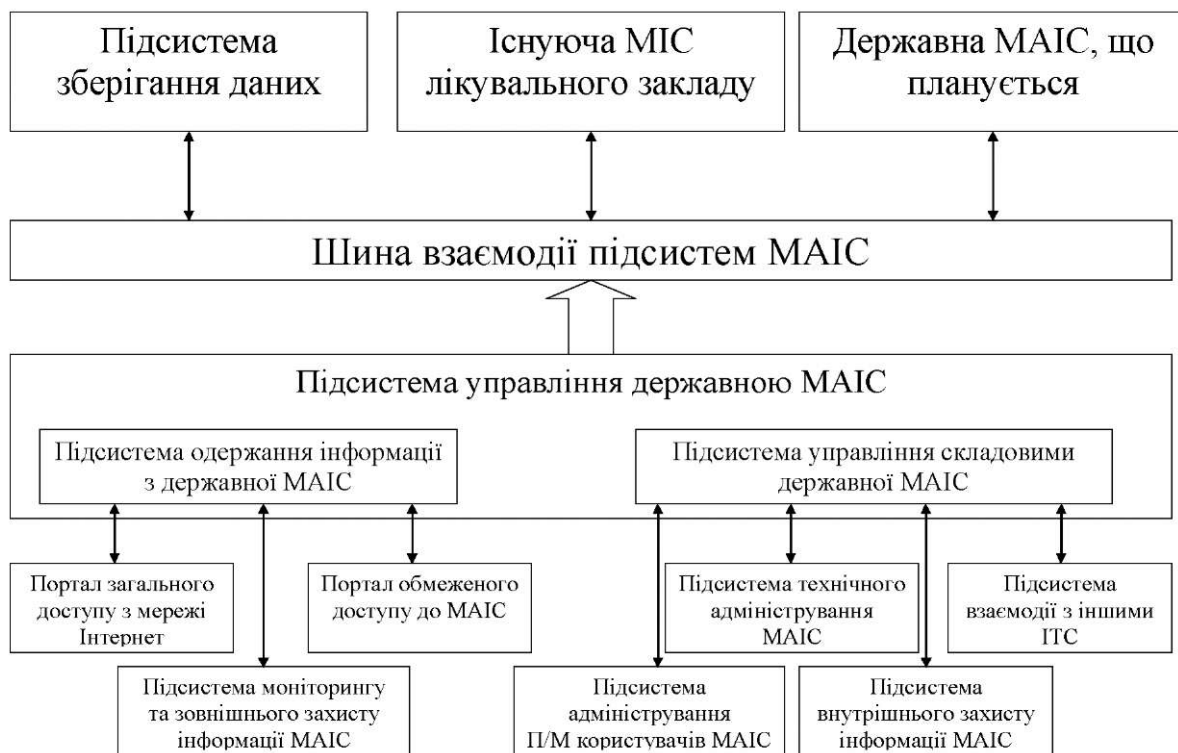 Підсистема
зберігання даних
Існуюча МІС
лікувального закладу
Державна МАІС, що
планується
Шина взаємодії підсистем МАІС
Підсистема управління державною МАІС
Підсистема одержання інформації
з державної МАІС
Підсистема управління складовими
державної МАІС
Портал загального
доступу з мережі
Інтернет
Портал обмеженого
доступу до МАІС
Підсистема технічного
адміністрування
МАІС
Підсистема
взаємодії з іншими
ІТС
Підсистема моніторингу
та зовнішнього захисту
інформації МАІС
Підсистема
адміністрування
П/М користувачів МАІС
Підсистема
внутрішнього захисту
інформації МАІС